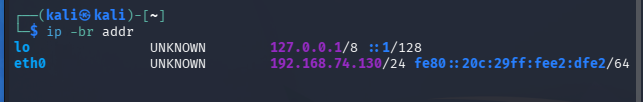 ┌──(kali㉿kali)-[~]
└─$ ip -br addr
lo UNKNOWN 127.0.0.1/8 ::1/128
eth0 UNKNOWN 192.168.74.130/24 fe80::20c:29ff:fee2:dfe2/64